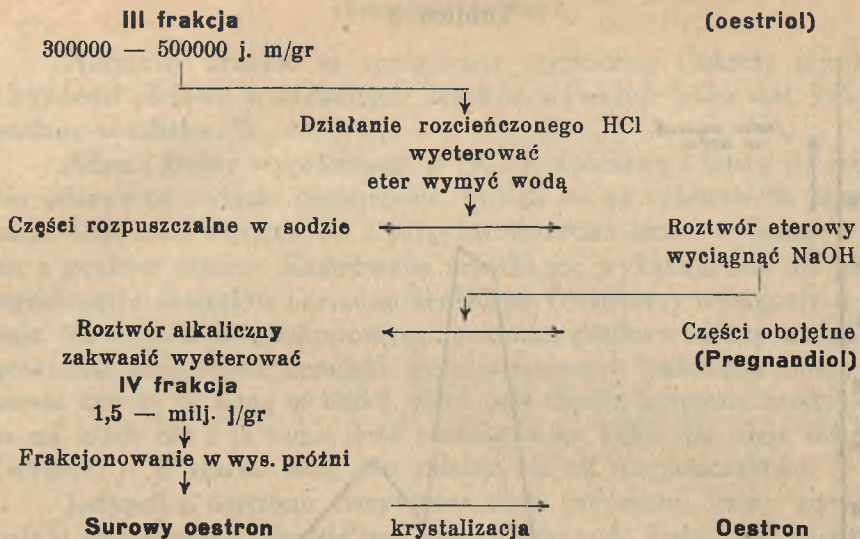 III frakcja
(oestriol)
300000 — 500000 j. m/gr
Działanie rozcieńczonego HCl
wyeterować
eter wymyć wodą
Części rozpuszczalne w sodzie
Roztwór eterowy
wyciągnąć NaOH
Roztwór alkaliczny
zakwasić wyeterować
Części obojętne
(Pregnandiol)
IV frakcja
1,5 — milj. j/gr
Frakcjonowanie w wys. próżni
Surowy oestron
krystalizacja
Oestron